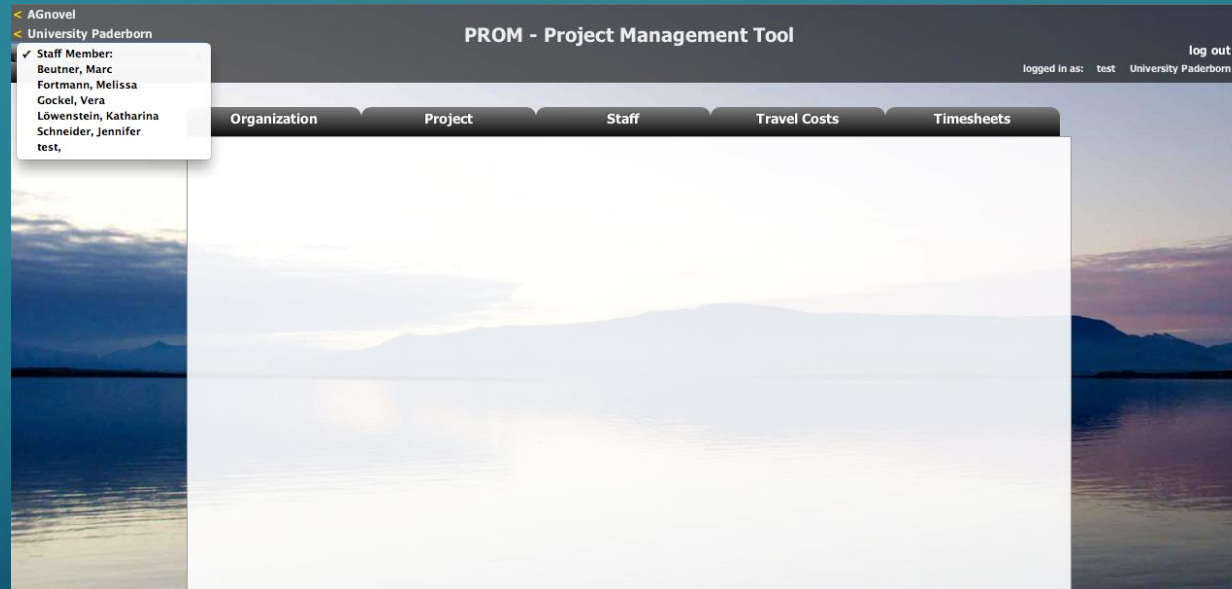 < AGnovel
< University Paderborn
✓ Staff Member:
Beutner, Marc
Fortmann, Melissa
Gockel, Vera
Löwenstein, Katharina
Schneider, Jennifer
test,
PROM - Project Management Tool
log out
logged in as: test University Paderborn
Organization Project Staff Travel Costs Timesheets